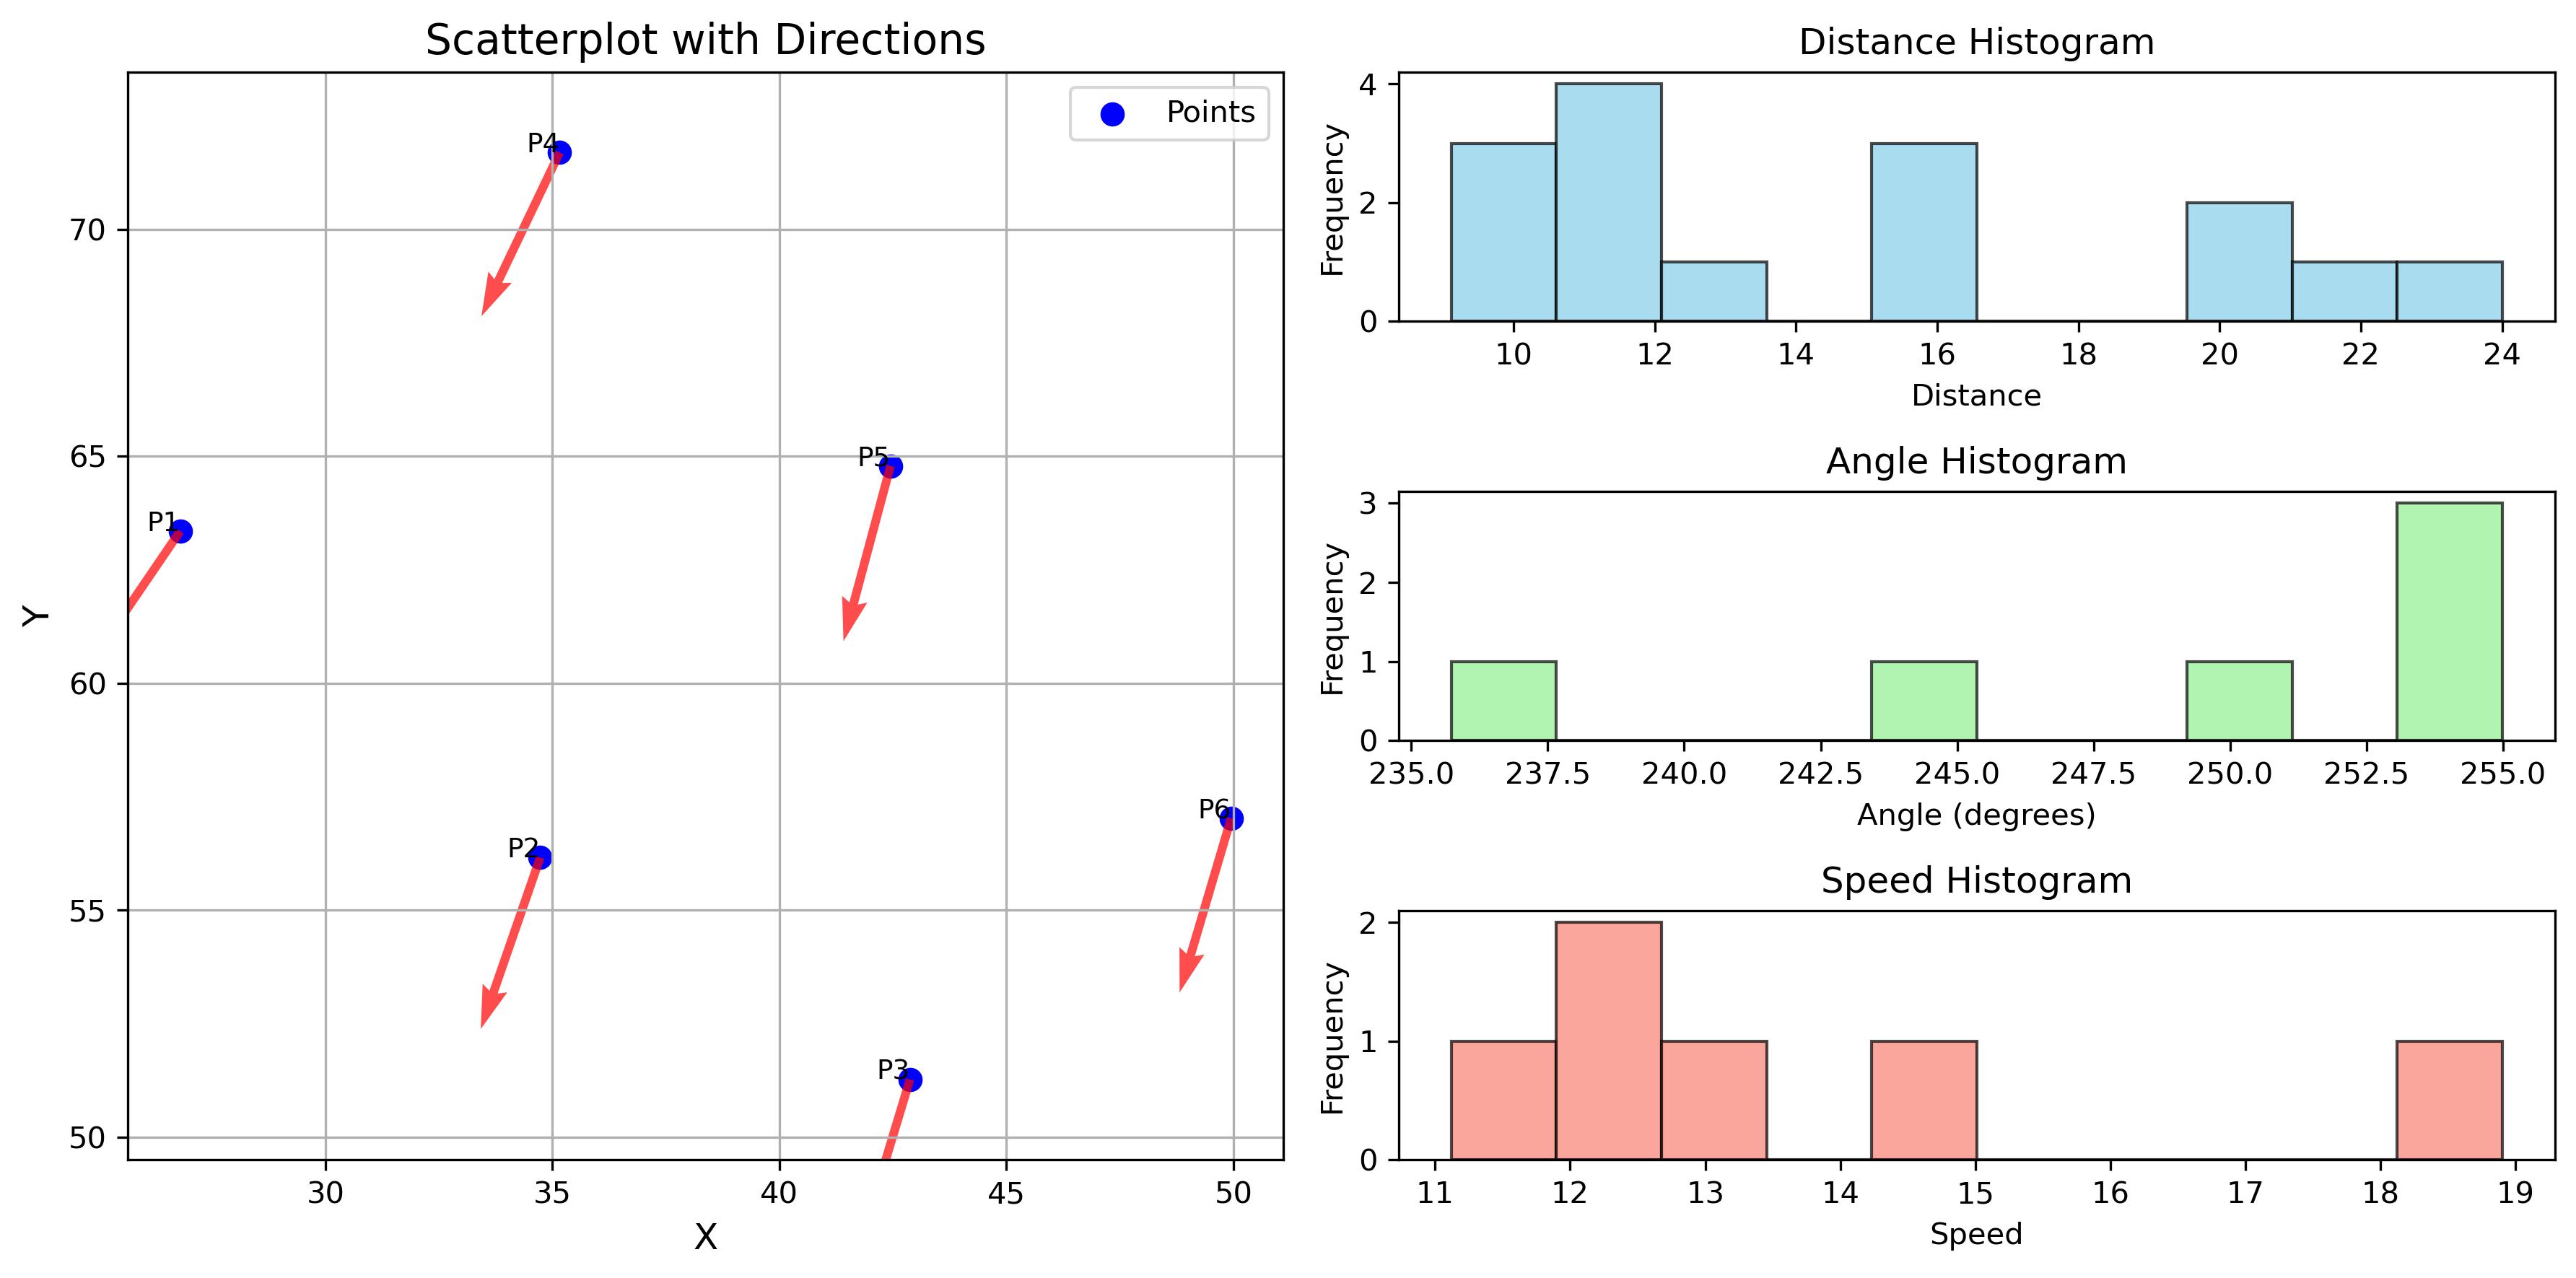 Scatterplot with Directions
Points
P4
P5
P1
P6
P2
P3
70
65
60
55
50
Y
30 35 40 45 50
X
Distance Histogram
4
2
0
Frequency
10 12 14 16 18 20 22 24
Distance
Angle Histogram
3
2
1
0
Frequency
235.0 237.5 240.0 242.5 245.0 247.5 250.0 252.5 255.0
Angle (degrees)
Speed Histogram
2
1
0
Frequency
11 12 13 14 15 16 17 18 19
Speed